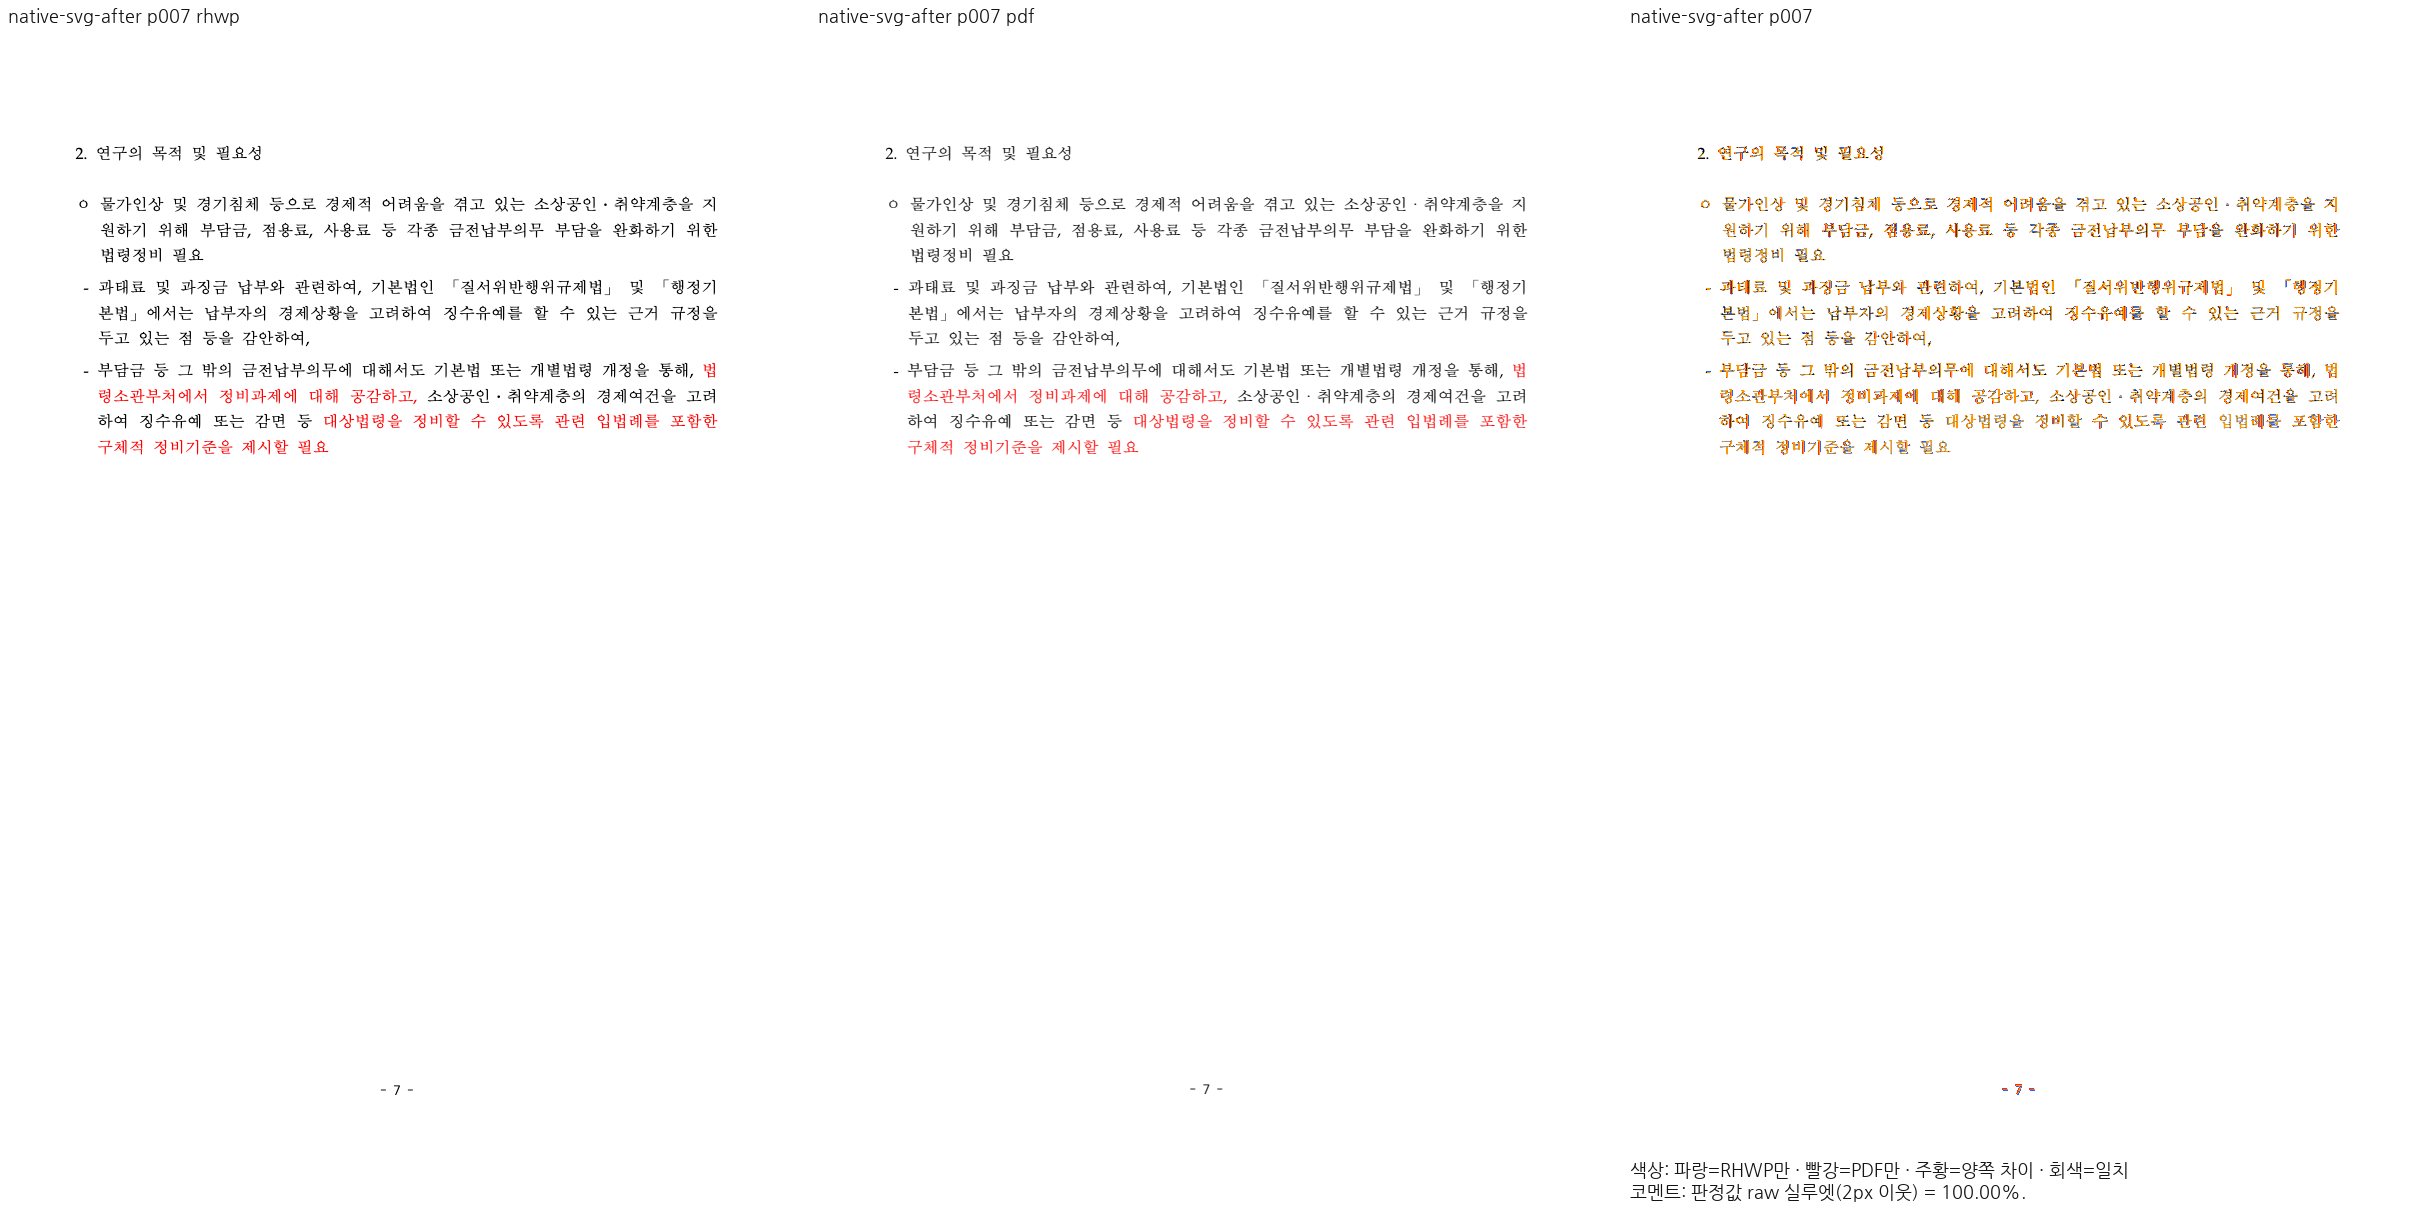 native-svg-after p007 rhwp
2. 연구의 목적 및 필요성
ㅇ 물가인상 및 경기침체 등으로 경제적 어려움을 겪고 있는 소상공인·취약계층을 지
원하기 위해 부담금, 점용료, 사용료 등 각종 금전납부의무 부담을 완화하기 위한
법령정비 필요
- 과태료 및 과징금 납부와 관련하여, 기본법인 「질서위반행위규제법」 및 「행정기
본법」에서는 납부자의 경제상황을 고려하여 징수유예를 할 수 있는 근거 규정을
두고 있는 점 등을 감안하여,
- 부담금 등 그 밖의 금전납부의무에 대해서도 기본법 또는 개별법령 개정을 통해, 법
령소관부처에서 정비과제에 대해 공감하고, 소상공인·취약계층의 경제여건을 고려
하여 징수유예 또는 감면 등 대상법령을 정비할 수 있도록 관련 입법례를 포함한
구체적 정비기준을 제시할 필요
- 7 -
native-svg-after p007 pdf
2. 연구의 목적 및 필요성
ㅇ 물가인상 및 경기침체 등으로 경제적 어려움을 겪고 있는 소상공인·취약계층을 지
원하기 위해 부담금, 점용료, 사용료 등 각종 금전납부의무 부담을 완화하기 위한
법령정비 필요
- 과태료 및 과징금 납부와 관련하여, 기본법인 「질서위반행위규제법」 및 「행정기
본법」에서는 납부자의 경제상황을 고려하여 징수유예를 할 수 있는 근거 규정을
두고 있는 점 등을 감안하여,
- 부담금 등 그 밖의 금전납부의무에 대해서도 기본법 또는 개별법령 개정을 통해, 법
령소관부처에서 정비과제에 대해 공감하고, 소상공인·취약계층의 경제여건을 고려
하여 징수유예 또는 감면 등 대상법령을 정비할 수 있도록 관련 입법례를 포함한
구체적 정비기준을 제시할 필요
- 7 -
native-svg-after p007
2. 연구의 목적 및 필요성
ㅇ 물가인상 및 경기침체 등으로 경제적 어려움을 겪고 있는 소상공인·취약계층을 지
원하기 위해 부담금, 점용료, 사용료 등 각종 금전납부의무 부담을 완화하기 위한
법령정비 필요
- 과태료 및 과징금 납부와 관련하여, 기본법인 「질서위반행위규제법」 및 「행정기
본법」에서는 납부자의 경제상황을 고려하여 징수유예를 할 수 있는 근거 규정을
두고 있는 점 등을 감안하여,
- 부담금 등 그 밖의 금전납부의무에 대해서도 기본법 또는 개별법령 개정을 통해, 법
령소관부처에서 정비과제에 대해 공감하고, 소상공인·취약계층의 경제여건을 고려
하여 징수유예 또는 감면 등 대상법령을 정비할 수 있도록 관련 입법례를 포함한
구체적 정비기준을 제시할 필요
- 7 -
색상: 파랑=RHWP만 · 빨강=PDF만 · 주황=양쪽 차이 · 회색=일치
코멘트: 판정값 raw 실루엣(2px 이웃) = 100.00%.